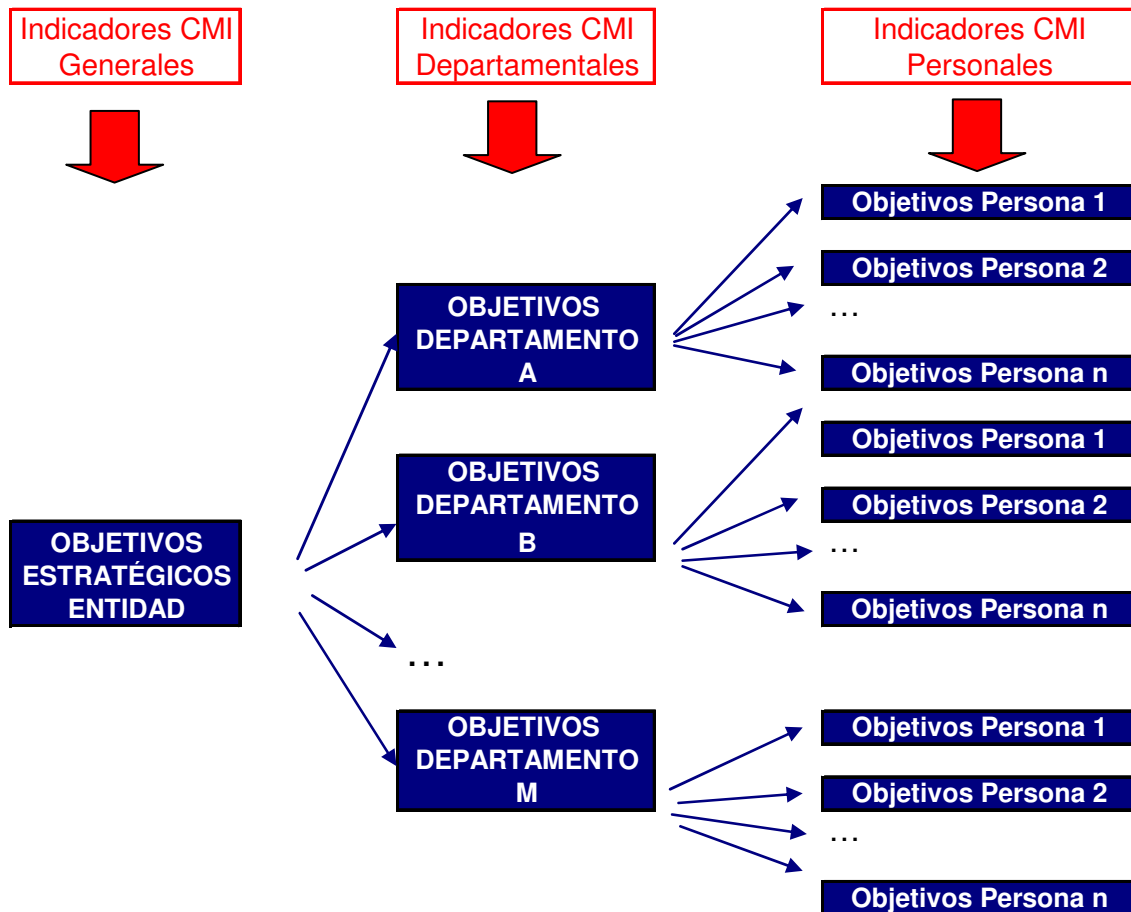 Indicadores CMI
Generales
Indicadores CMI
Departamentales
Indicadores CMI
Personales
OBJETIVOS
ESTRATÉGICOS
ENTIDAD
OBJETIVOS
DEPARTAMENTO
A
OBJETIVOS
DEPARTAMENTO
B
...
OBJETIVOS
DEPARTAMENTO
M
Objetivos Persona 1
Objetivos Persona 2
...
Objetivos Persona n
Objetivos Persona 1
Objetivos Persona 2
...
Objetivos Persona n
Objetivos Persona 1
Objetivos Persona 2
...
Objetivos Persona n